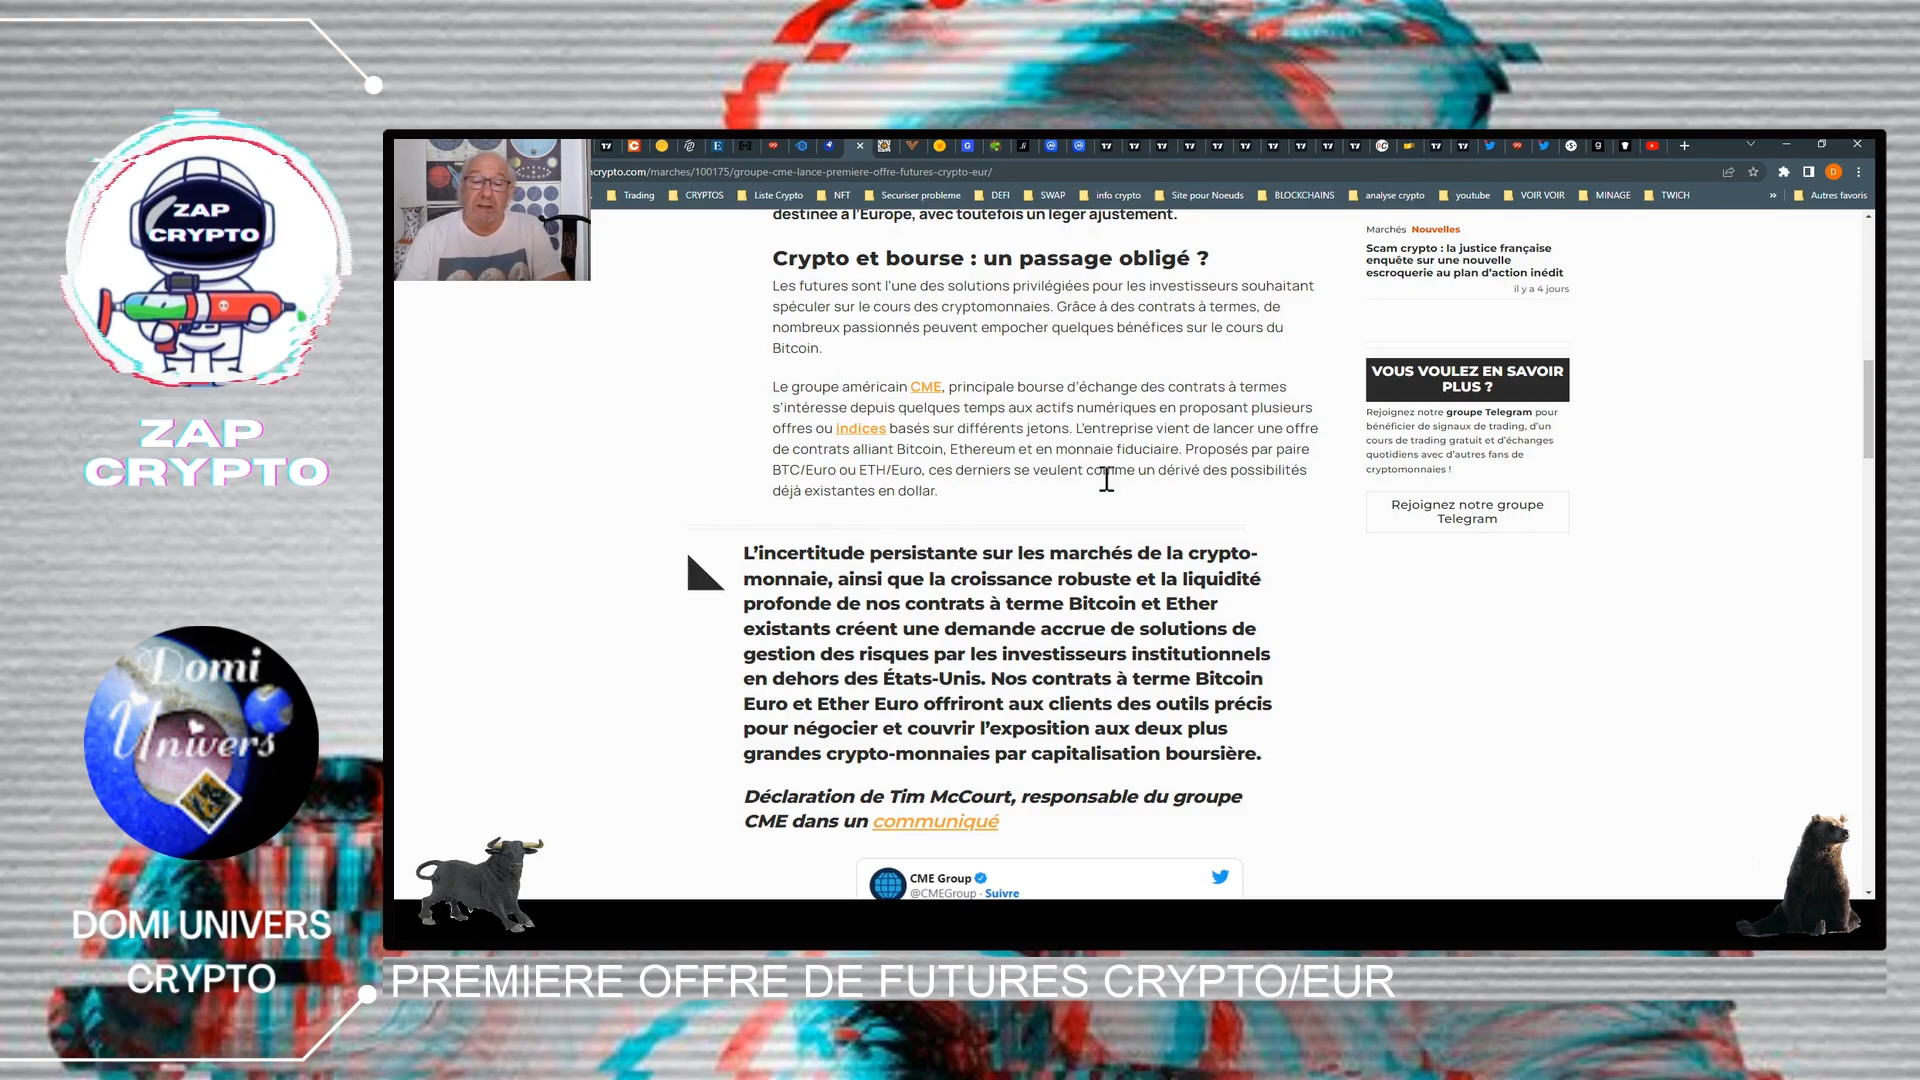 ZAP
CRYPTO
ZAP
CRYPTO
Domi
Univers
DOMI UNIVERS
CRYPTO
ncrypto.com/marches/100175/groupe-cme-lance-premiere-offre-futures-crypto-eur/
Trading
CRYPTOS
Liste Crypto
NFT
Securiser probleme
DEFI
SWAP
info crypto
Site pour Noeuds
BLOCKCHAINS
analyse crypto
youtube
VOIR VOIR
MINAGE
TWICH
»
Autres favoris
destinée à l'Europe, avec toutefois un léger ajustement.
Crypto et bourse : un passage obligé ?
Les futures sont l'une des solutions privilégiées pour les investisseurs souhaitant
spéculer sur le cours des cryptomonnaies. Grâce à des contrats à termes, de
nombreux passionnés peuvent empocher quelques bénéfices sur le cours du
Bitcoin.
Le groupe américain CME, principale bourse d'échange des contrats à termes
s'intéresse depuis quelques temps aux actifs numériques en proposant plusieurs
offres ou indices basés sur différents jetons. L'entreprise vient de lancer une offre
de contrats alliant Bitcoin, Ethereum et en monnaie fiduciaire. Proposés par paire
BTC/Euro ou ETH/Euro, ces derniers se veulent comme un dérivé des possibilités
déjà existantes en dollar.
L'incertitude persistante sur les marchés de la crypto-
monnaie, ainsi que la croissance robuste et la liquidité
profonde de nos contrats à terme Bitcoin et Ether
existants créent une demande accrue de solutions de
gestion des risques par les investisseurs institutionnels
en dehors des États-Unis. Nos contrats à terme Bitcoin
Euro et Ether Euro offriront aux clients des outils précis
pour négocier et couvrir l'exposition aux deux plus
grandes crypto-monnaies par capitalisation boursière.
Déclaration de Tim McCourt, responsable du groupe
CME dans un communiqué
CME Group
@CMEGroup · Suivre
Marchés Nouvelles
Scam crypto : la justice française
enquête sur une nouvelle
escroquerie au plan d'action inédit
il y a 4 jours
VOUS VOULEZ EN SAVOIR
PLUS ?
Rejoignez notre groupe Telegram pour
bénéficier de signaux de trading, d'un
cours de trading gratuit et d'échanges
quotidiens avec d'autres fans de
cryptomonnaies !
Rejoignez notre groupe
Telegram
PREMIERE OFFRE DE FUTURES CRYPTO/EUR